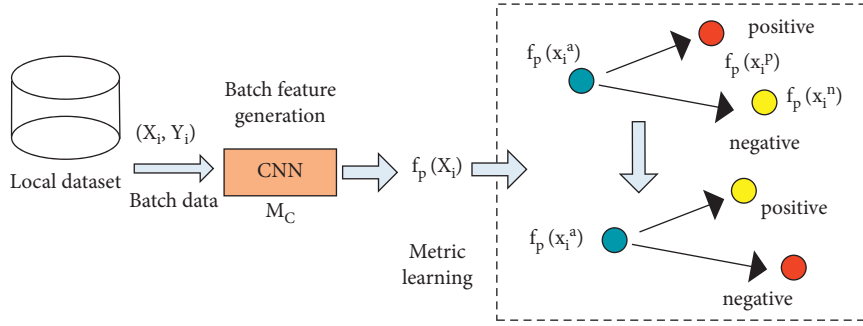 Local dataset
(X_i, Y_i)
Batch data
Batch feature
generation
CNN
M_C
f_p (X_i)
Metric
learning
f_p (x_i^a)
positive
f_p (x_i^p)
f_p (x_i^n)
negative
f_p (x_i^a)
positive
negative